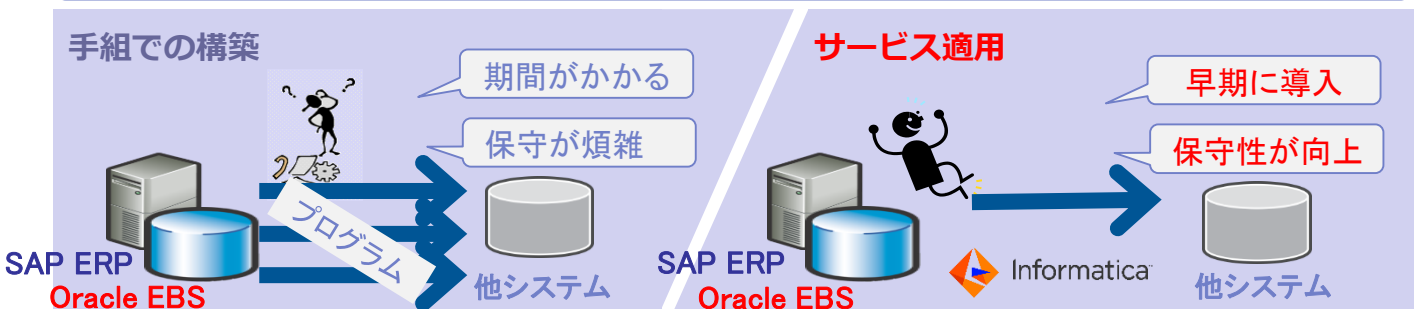 手組での構築
期間がかかる
保守が煩雑
プログラム
SAP ERP
Oracle EBS
他システム
サービス適用
早期に導入
保守性が向上
SAP ERP
Oracle EBS
Informatica
他システム